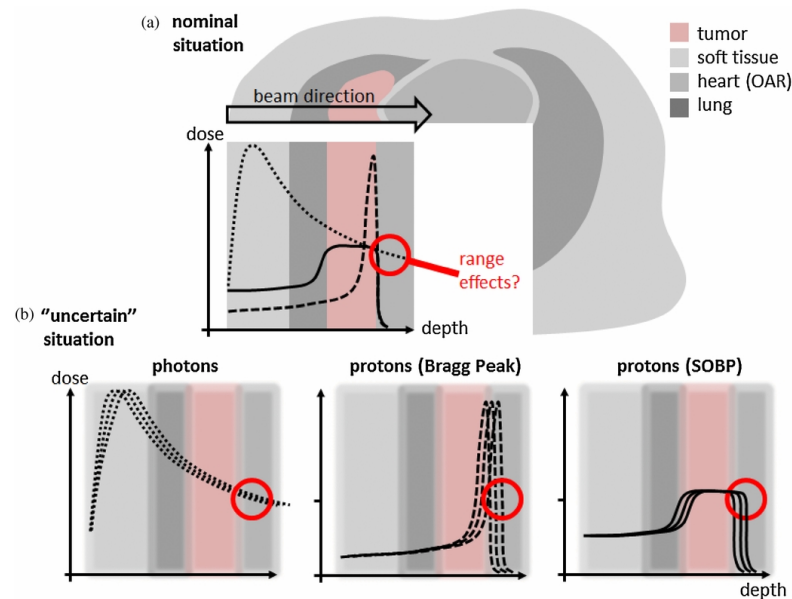 (a) nominal
situation
tumor
soft tissue
heart (OAR)
lung
beam direction
dose
range
effects?
depth
(b) ”uncertain”
situation
photons
protons (Bragg Peak)
protons (SOBP)
dose
depth